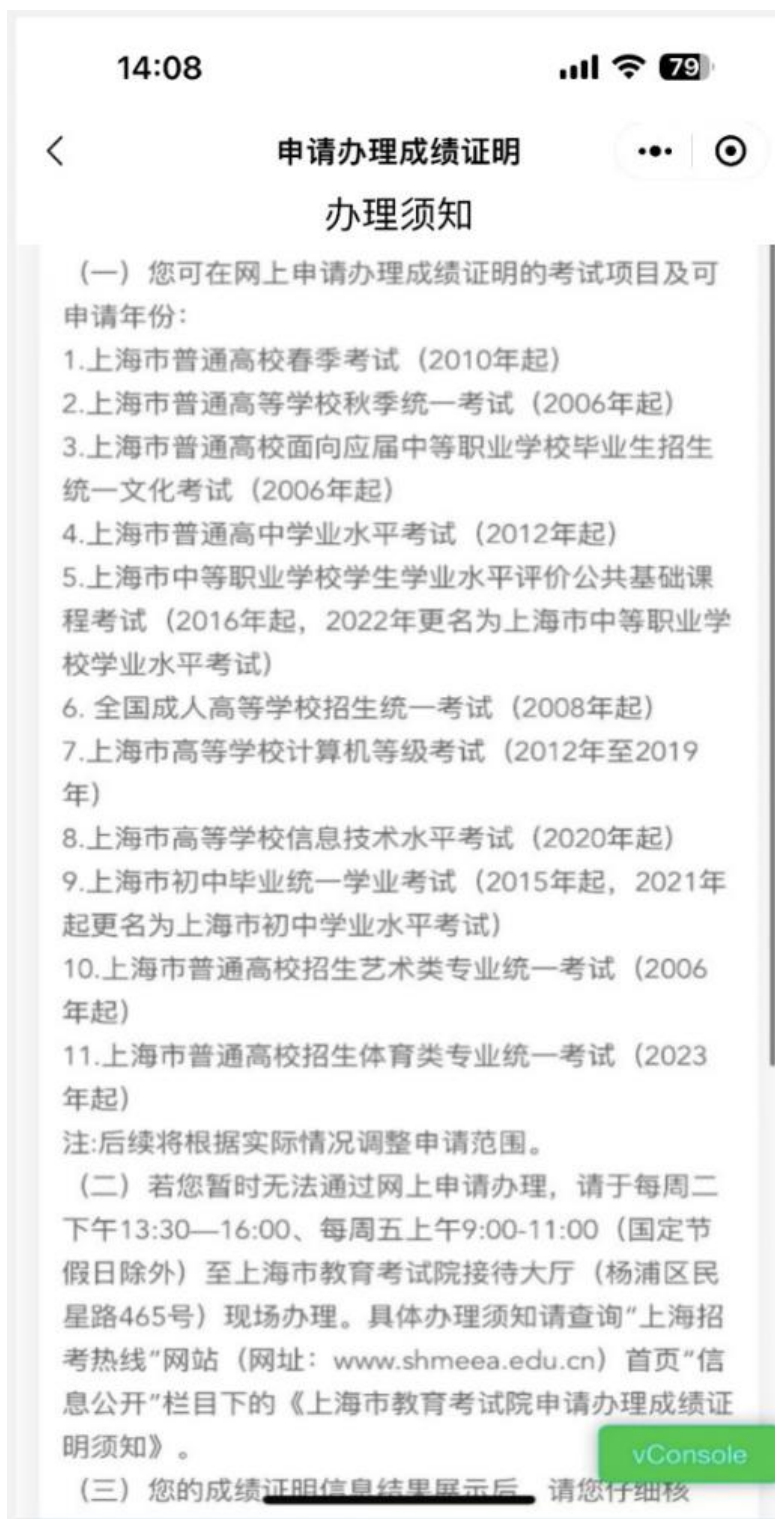 14:08
79
申请办理成绩证明
办理须知
（一）您可在网上申请办理成绩证明的考试项目及可
申请年份：
1.上海市普通高校春季考试（2010年起）
2.上海市普通高等学校秋季统一考试（2006年起）
3.上海市普通高校面向应届中等职业学校毕业生招生
统一文化考试（2006年起）
4.上海市普通高中学业水平考试（2012年起）
5.上海市中等职业学校学生学业水平评价公共基础课
程考试（2016年起，2022年更名为上海市中等职业学
校学业水平考试）
6. 全国成人高等学校招生统一考试（2008年起）
7.上海市高等学校计算机等级考试（2012年至2019
年）
8.上海市高等学校信息技术水平考试（2020年起）
9.上海市初中毕业统一学业考试（2015年起，2021年
起更名为上海市初中学业水平考试）
10.上海市普通高校招生艺术类专业统一考试（2006
年起）
11.上海市普通高校招生体育类专业统一考试（2023
年起）
注:后续将根据实际情况调整申请范围。
（二）若您暂时无法通过网上申请办理，请于每周二
下午13:30—16:00、每周五上午9:00-11:00（国定节
假日除外）至上海市教育考试院接待大厅（杨浦区民
星路465号）现场办理。具体办理须知请查询“上海招
考热线”网站（网址：www.shmeea.edu.cn）首页“信
息公开”栏目下的《上海市教育考试院申请办理成绩证
明须知》。
vConsole
（三）您的成绩证明信息结果展示后，请您仔细核